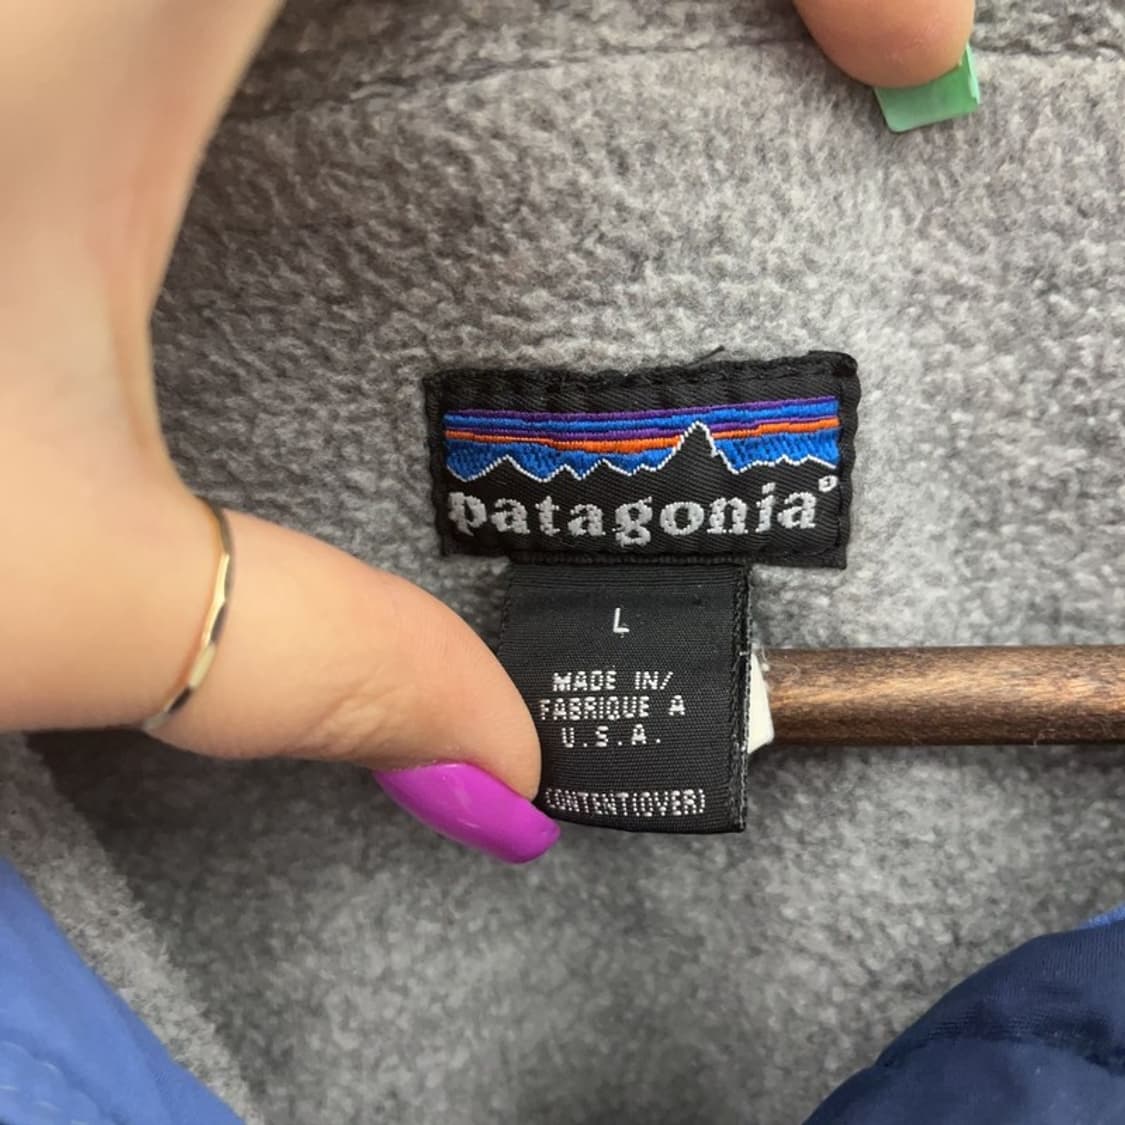 patagonia®
L
MADE IN/
FABRIQUE A
U.S.A.
(CONTENT(OVER)